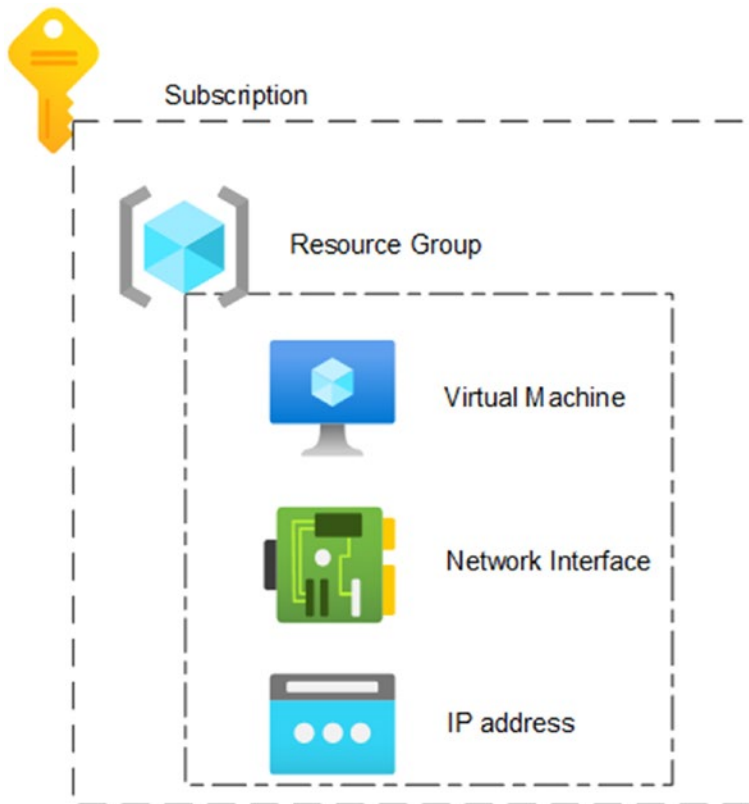 Subscription
Resource Group
Virtual Machine
Network Interface
IP address